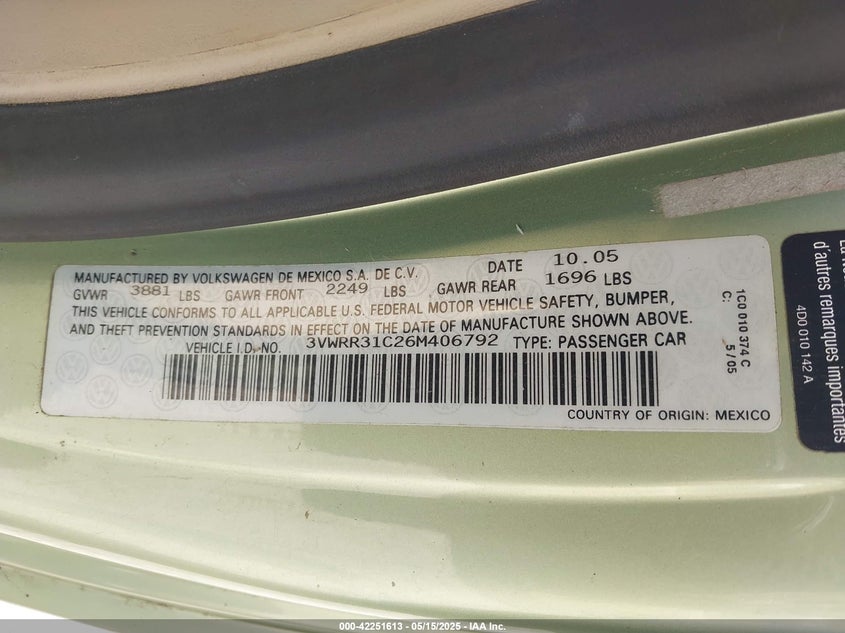 MANUFACTURED BY VOLKSWAGEN DE MEXICO S.A. DE C.V. DATE 10.05
GVWR 3881 LBS GAWR FRONT 2249 LBS GAWR REAR 1696 LBS
THIS VEHICLE CONFORMS TO ALL APPLICABLE U.S. FEDERAL MOTOR VEHICLE SAFETY, BUMPER,
AND THEFT PREVENTION STANDARDS IN EFFECT ON THE DATE OF MANUFACTURE SHOWN ABOVE.
VEHICLE I.D. NO. 3VWRR31C26M406792 TYPE: PASSENGER CAR
COUNTRY OF ORIGIN: MEXICO
1C0 010 374 C
C: 5/05
d'autres remarques importantes
4D0 010 142 A
000-42251613 - 05/15/2025 - IAA Inc.